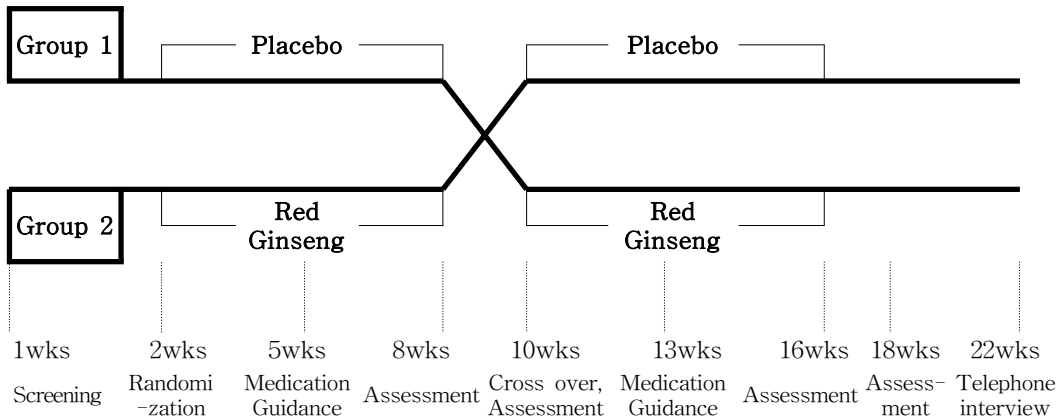 Group 1
Placebo
Placebo
Group 2
Red
Ginseng
Red
Ginseng
1wks
2wks
5wks
8wks
10wks
13wks
16wks
18wks
22wks
Screening
Randomi
-zation
Medication
Guidance
Assessment
Cross over,
Assessment
Medication
Guidance
Assessment
Assess-
ment
Telephone
interview